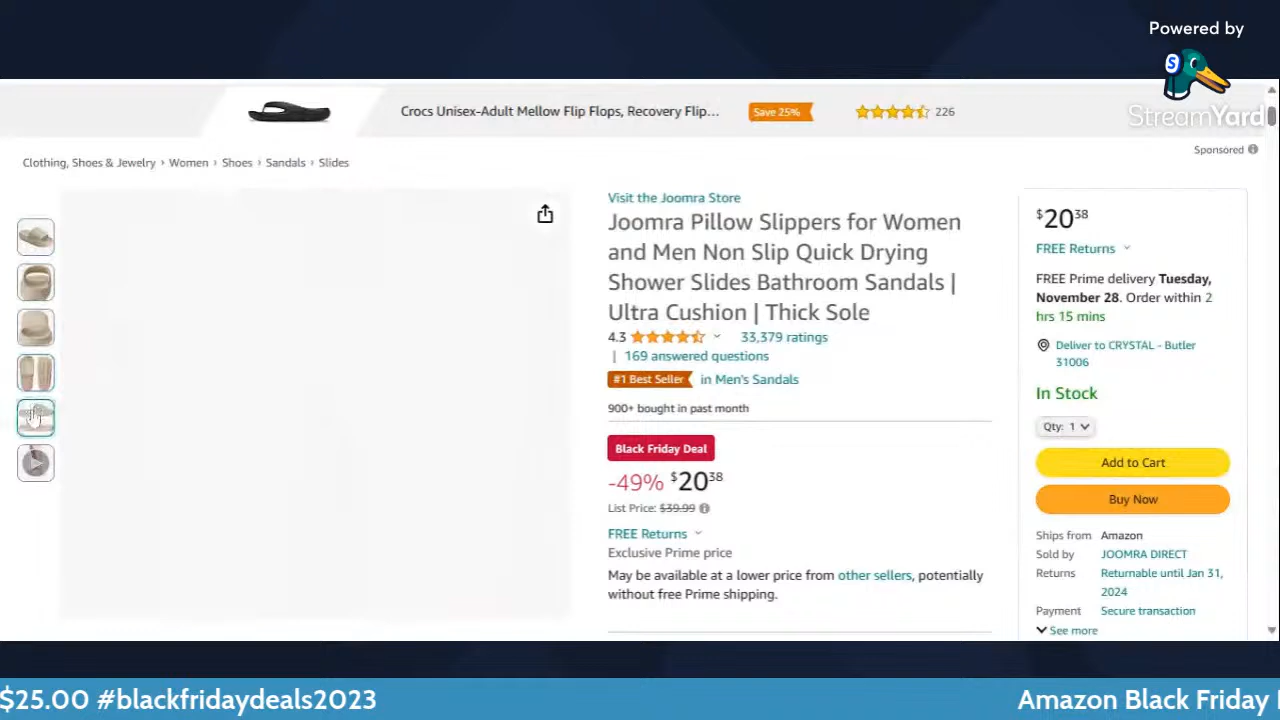 Powered by
S
StreamYard
Crocs Unisex-Adult Mellow Flip Flops, Recovery Flip...
Save 25%
226
Sponsored
Clothing, Shoes & Jewelry › Women › Shoes › Sandals › Slides
Visit the Joomra Store
Joomra Pillow Slippers for Women
and Men Non Slip Quick Drying
Shower Slides Bathroom Sandals |
Ultra Cushion | Thick Sole
4.3
33,379 ratings
| 169 answered questions
#1 Best Seller in Men's Sandals
900+ bought in past month
Black Friday Deal
-49% $20 38
List Price: $39.99
FREE Returns
Exclusive Prime price
May be available at a lower price from other sellers, potentially
without free Prime shipping.
$20 38
FREE Returns
FREE Prime delivery Tuesday,
November 28. Order within 2
hrs 15 mins
Deliver to CRYSTAL - Butler
31006
In Stock
Qty: 1
Add to Cart
Buy Now
Ships from Amazon
Sold by JOOMRA DIRECT
Returns Returnable until Jan 31,
2024
Payment Secure transaction
See more
$25.00 #blackfridaydeals2023
Amazon Black Friday